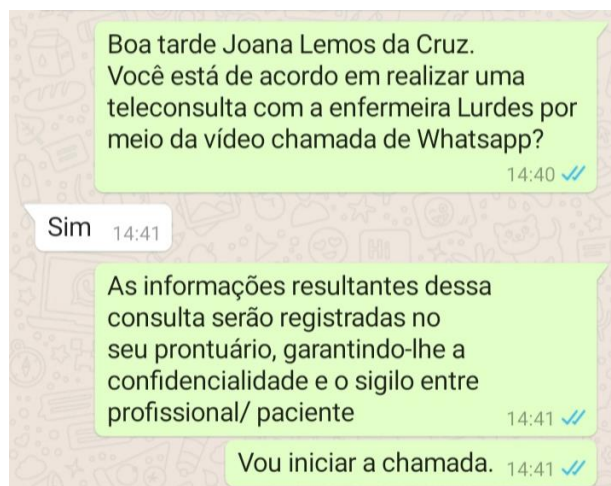 Boa tarde Joana Lemos da Cruz.
Você está de acordo em realizar uma
teleconsulta com a enfermeira Lurdes por
meio da vídeo chamada de Whatsapp?
14:40
Sim 14:41
As informações resultantes dessa
consulta serão registradas no
seu prontuário, garantindo-lhe a
confidencialidade e o sigilo entre
profissional/ paciente 14:41
Vou iniciar a chamada. 14:41